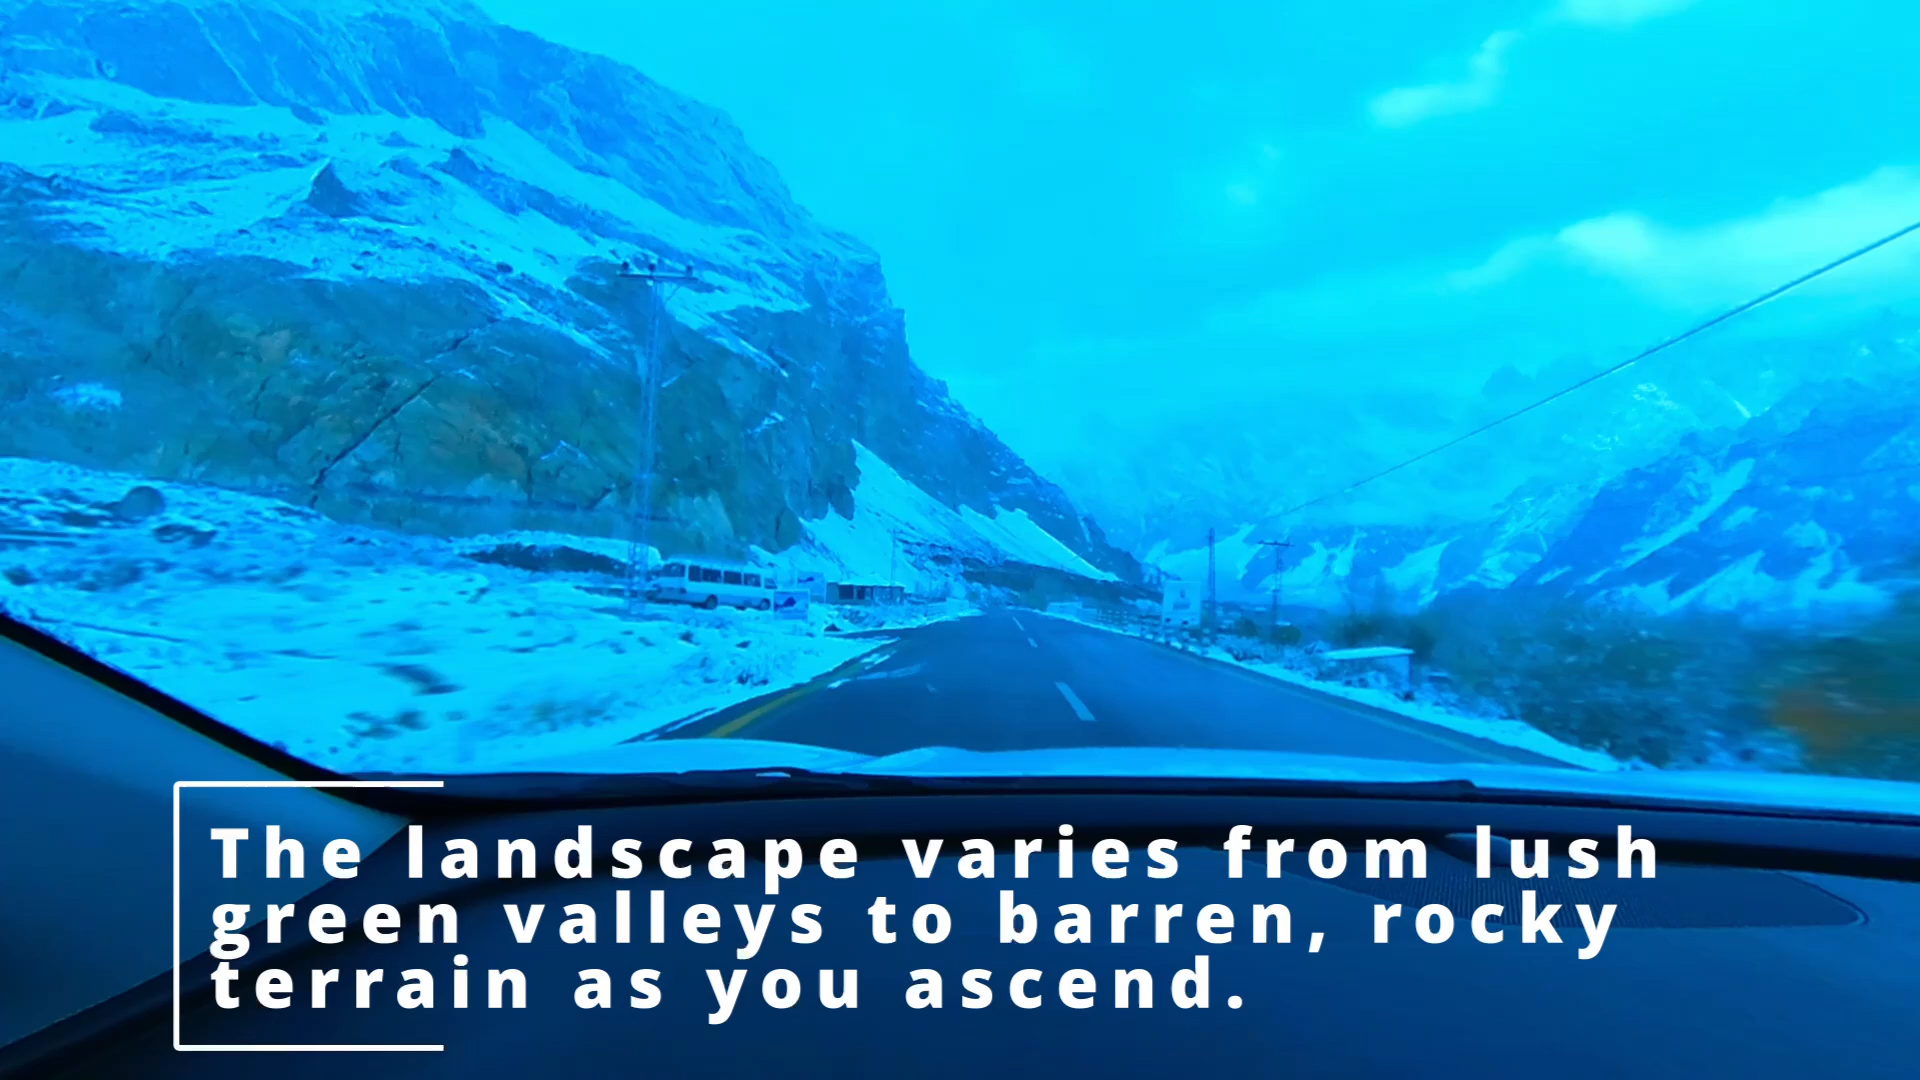 The landscape varies from lush
green valleys to barren, rocky
terrain as you ascend.